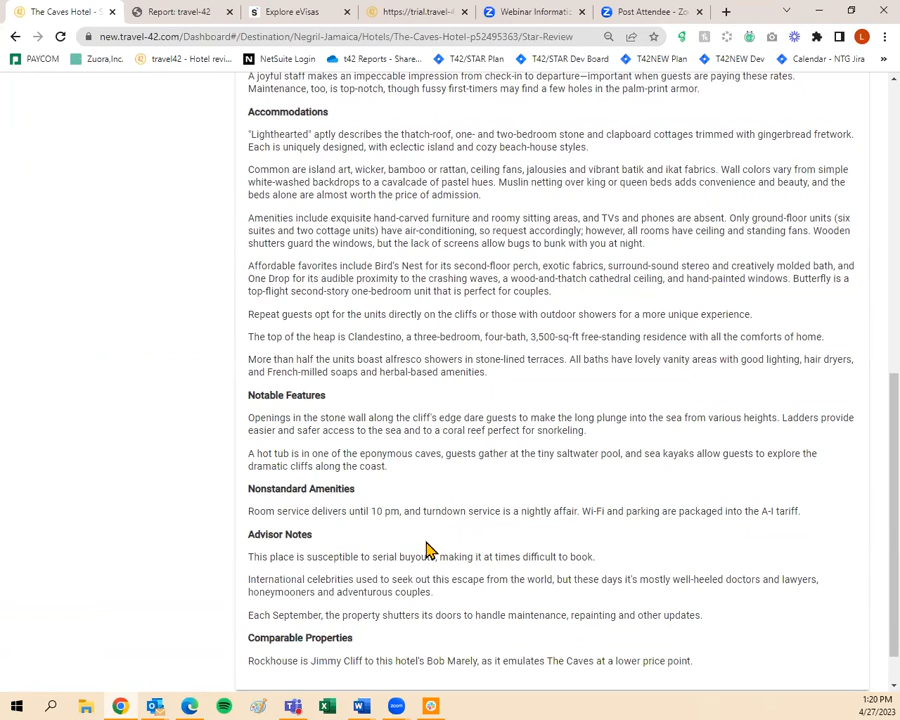 The Caves Hotel - S
Report: travel-42
Explore eVisas
https://trial.travel-4
Webinar Informatic
Post Attendee - Zo
new.travel-42.com/Dashboard#/Destination/Negril-Jamaica/Hotels/The-Caves-Hotel-p52495363/Star-Review
PAYCOM
Zuora,Inc.
travel42 - Hotel revi...
NetSuite Login
t42 Reports - Share...
T42/STAR Plan
T42/STAR Dev Board
T42NEW Plan
T42NEW Dev
Calendar - NTG Jira
A joyful staff makes an impeccable impression from check-in to departure—important when guests are paying these rates.
Maintenance, too, is top-notch, though fussy first-timers may find a few holes in the palm-print armor.
Accommodations
"Lighthearted" aptly describes the thatch-roof, one- and two-bedroom stone and clapboard cottages trimmed with gingerbread fretwork.
Each is uniquely designed, with eclectic island and cozy beach-house styles.
Common are island art, wicker, bamboo or rattan, ceiling fans, jalousies and vibrant batik and ikat fabrics. Wall colors vary from simple
white-washed backdrops to a cavalcade of pastel hues. Muslin netting over king or queen beds adds convenience and beauty, and the
beds alone are almost worth the price of admission.
Amenities include exquisite hand-carved furniture and roomy sitting areas, and TVs and phones are absent. Only ground-floor units (six
suites and two cottage units) have air-conditioning, so request accordingly; however, all rooms have ceiling and standing fans. Wooden
shutters guard the windows, but the lack of screens allow bugs to bunk with you at night.
Affordable favorites include Bird's Nest for its second-floor perch, exotic fabrics, surround-sound stereo and creatively molded bath, and
One Drop for its audible proximity to the crashing waves, a wood-and-thatch cathedral ceiling, and hand-painted windows. Butterfly is a
top-flight second-story one-bedroom unit that is perfect for couples.
Repeat guests opt for the units directly on the cliffs or those with outdoor showers for a more unique experience.
The top of the heap is Clandestino, a three-bedroom, four-bath, 3,500-sq-ft free-standing residence with all the comforts of home.
More than half the units boast alfresco showers in stone-lined terraces. All baths have lovely vanity areas with good lighting, hair dryers,
and French-milled soaps and herbal-based amenities.
Notable Features
Openings in the stone wall along the cliff's edge dare guests to make the long plunge into the sea from various heights. Ladders provide
easier and safer access to the sea and to a coral reef perfect for snorkeling.
A hot tub is in one of the eponymous caves, guests gather at the tiny saltwater pool, and sea kayaks allow guests to explore the
dramatic cliffs along the coast.
Nonstandard Amenities
Room service delivers until 10 pm, and turndown service is a nightly affair. Wi-Fi and parking are packaged into the A-I tariff.
Advisor Notes
This place is susceptible to serial buyouts, making it at times difficult to book.
International celebrities used to seek out this escape from the world, but these days it's mostly well-heeled doctors and lawyers,
honeymooners and adventurous couples.
Each September, the property shutters its doors to handle maintenance, repainting and other updates.
Comparable Properties
Rockhouse is Jimmy Cliff to this hotel's Bob Marely, as it emulates The Caves at a lower price point.
1:20 PM
4/27/2023